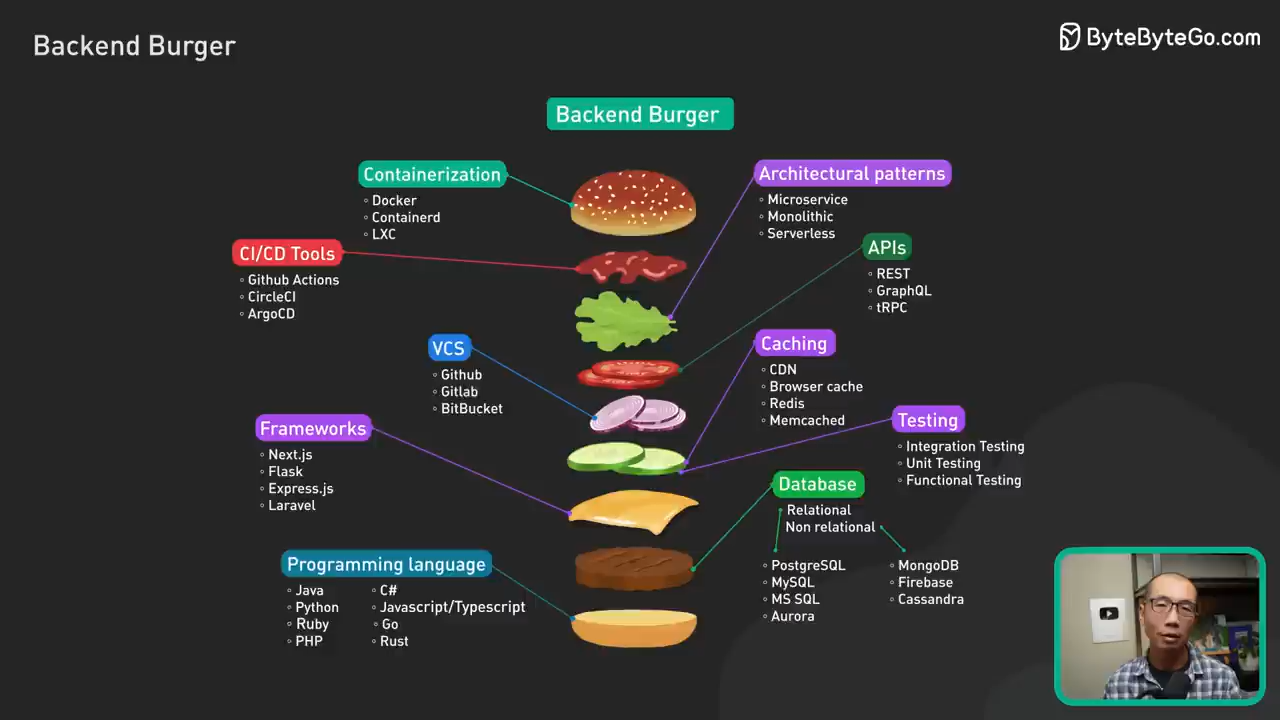 Backend Burger
ByteByteGo.com
Backend Burger
Containerization
◦ Docker
◦ Containerd
◦ LXC
Architectural patterns
◦ Microservice
◦ Monolithic
◦ Serverless
CI/CD Tools
◦ Github Actions
◦ CircleCI
◦ ArgoCD
APIs
◦ REST
◦ GraphQL
◦ tRPC
VCS
◦ Github
◦ Gitlab
◦ BitBucket
Caching
◦ CDN
◦ Browser cache
◦ Redis
◦ Memcached
Frameworks
◦ Next.js
◦ Flask
◦ Express.js
◦ Laravel
Testing
◦ Integration Testing
◦ Unit Testing
◦ Functional Testing
Database
Relational
Non relational
◦ PostgreSQL
◦ MySQL
◦ MS SQL
◦ Aurora
◦ MongoDB
◦ Firebase
◦ Cassandra
Programming language
◦ Java
◦ Python
◦ Ruby
◦ PHP
◦ C#
◦ Javascript/Typescript
◦ Go
◦ Rust